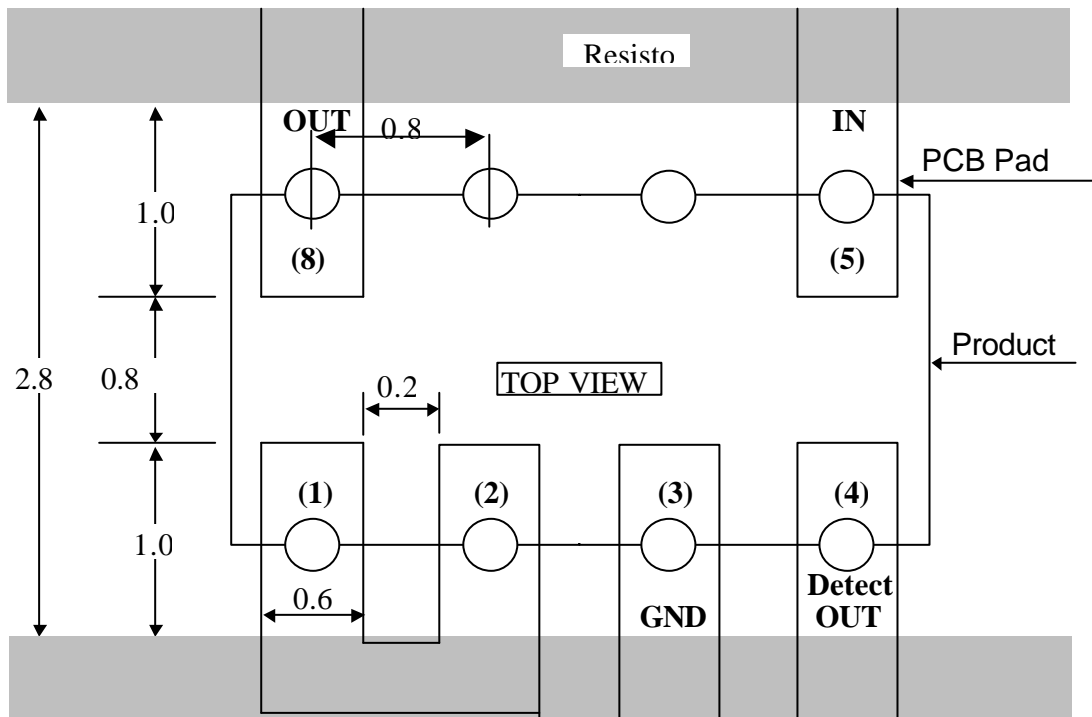 Resisto
OUT
0.8
IN
PCB Pad
1.0
(8)
(5)
Product
2.8
0.8
TOP VIEW
0.2
(1)
(2)
(3)
(4)
1.0
0.6
GND
Detect
OUT